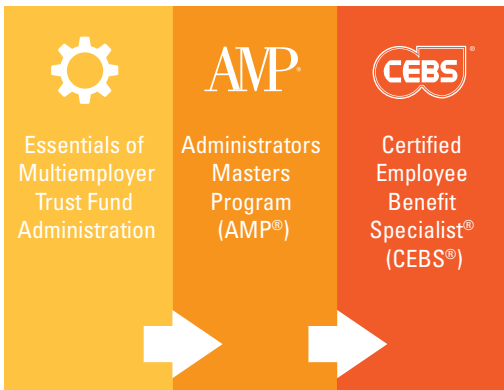 Essentials of
Multiemployer
Trust Fund
Administration
AMP®
Administrators
Masters
Program
(AMP®)
CEBS®
Certified
Employee
Benefit
Specialist®
(CEBS®)